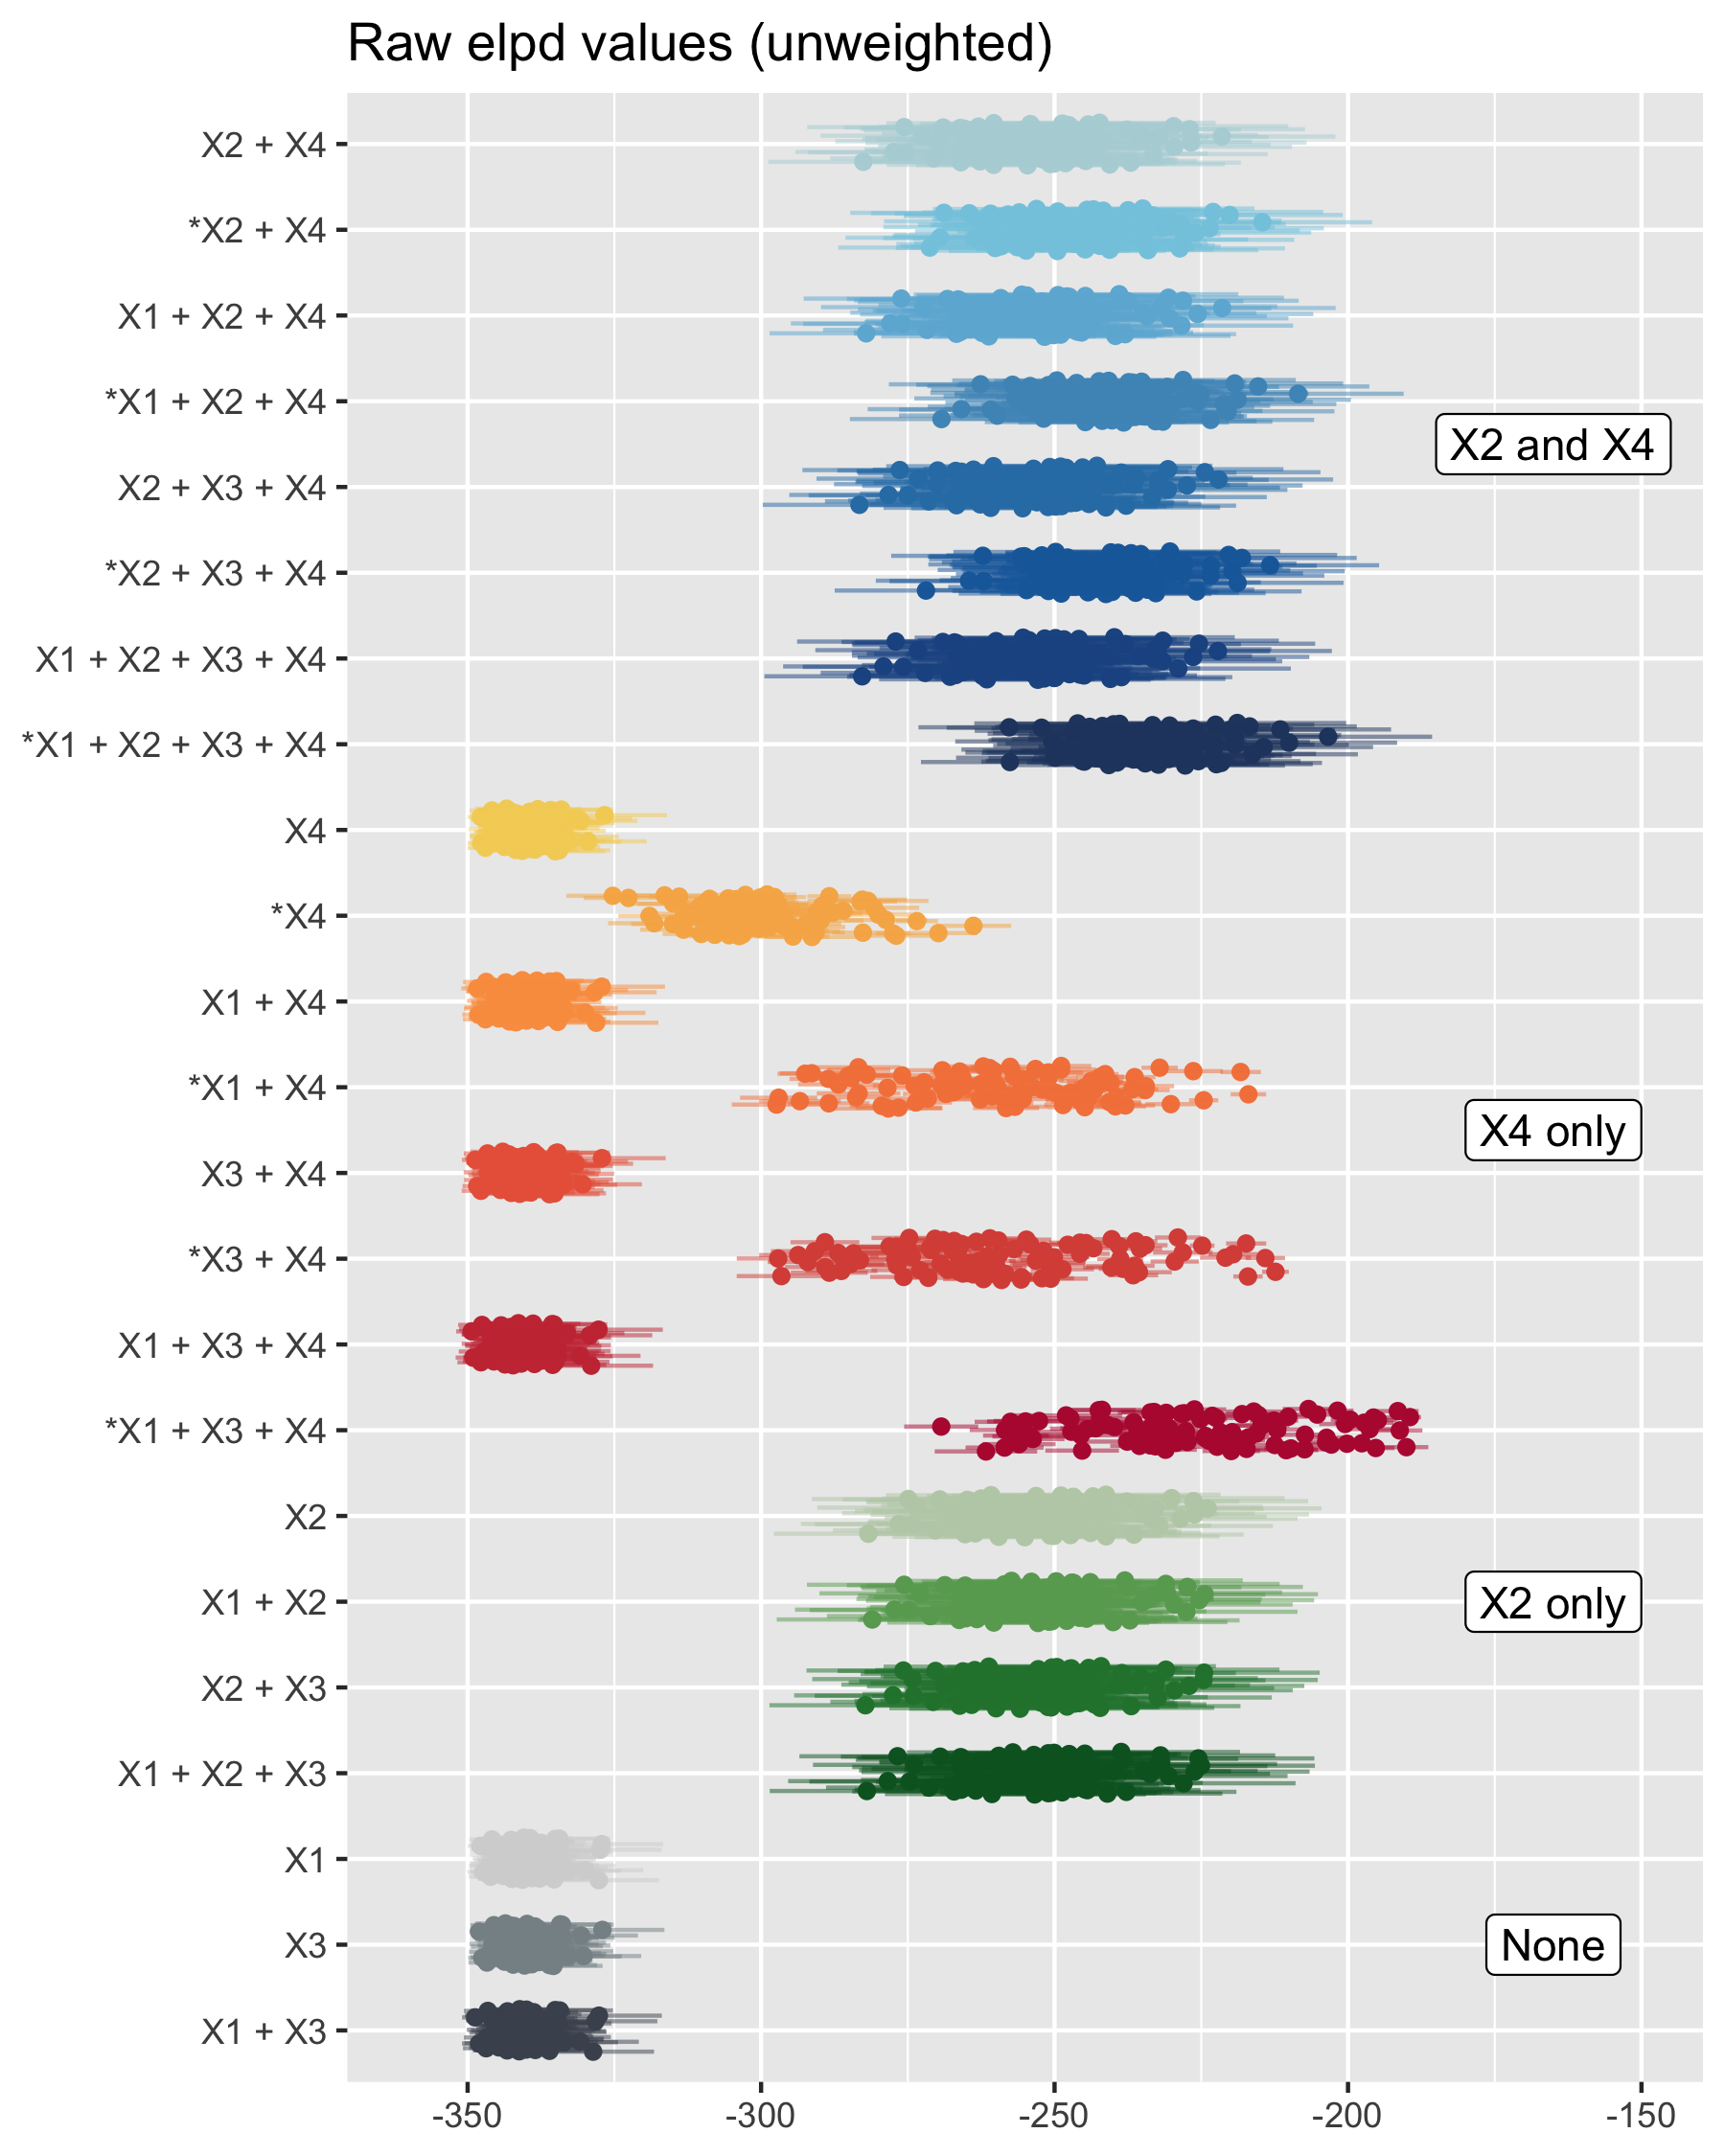 Raw elpd values (unweighted)
X2 + X4
*X2 + X4
X1 + X2 + X4
*X1 + X2 + X4
X2 and X4
X2 + X3 + X4
*X2 + X3 + X4
X1 + X2 + X3 + X4
*X1 + X2 + X3 + X4
X4
*X4
X1 + X4
*X1 + X4
X4 only
X3 + X4
*X3 + X4
X1 + X3 + X4
*X1 + X3 + X4
X2
X1 + X2
X2 only
X2 + X3
X1 + X2 + X3
X1
X3
None
X1 + X3
-350 -300 -250 -200 -150